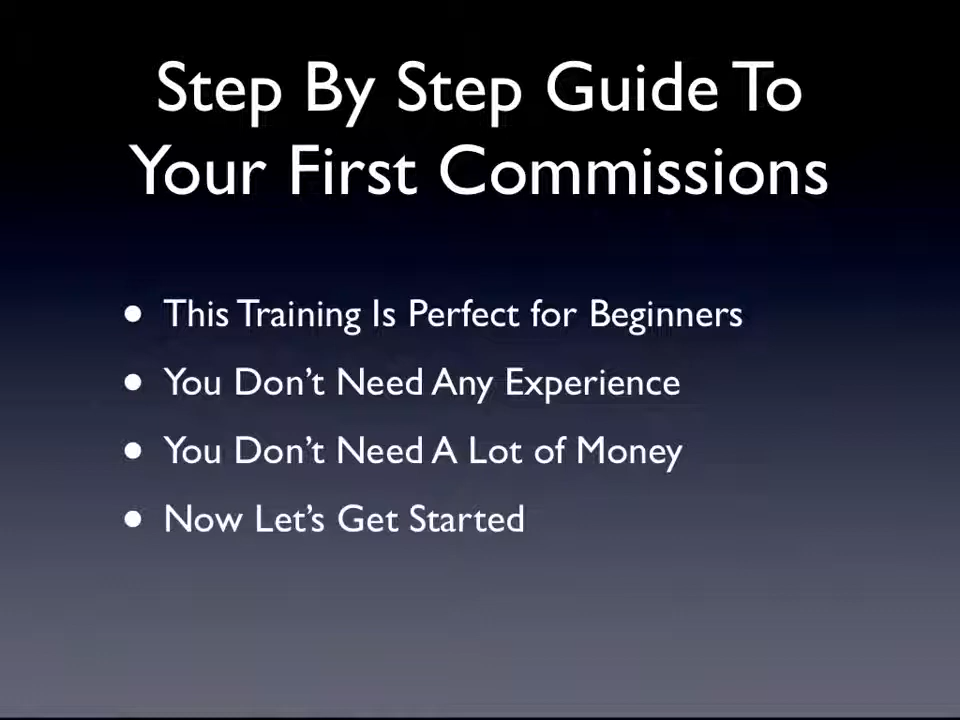 Step By Step Guide To
Your First Commissions
• This Training Is Perfect for Beginners
• You Don't Need Any Experience
• You Don't Need A Lot of Money
• Now Let's Get Started